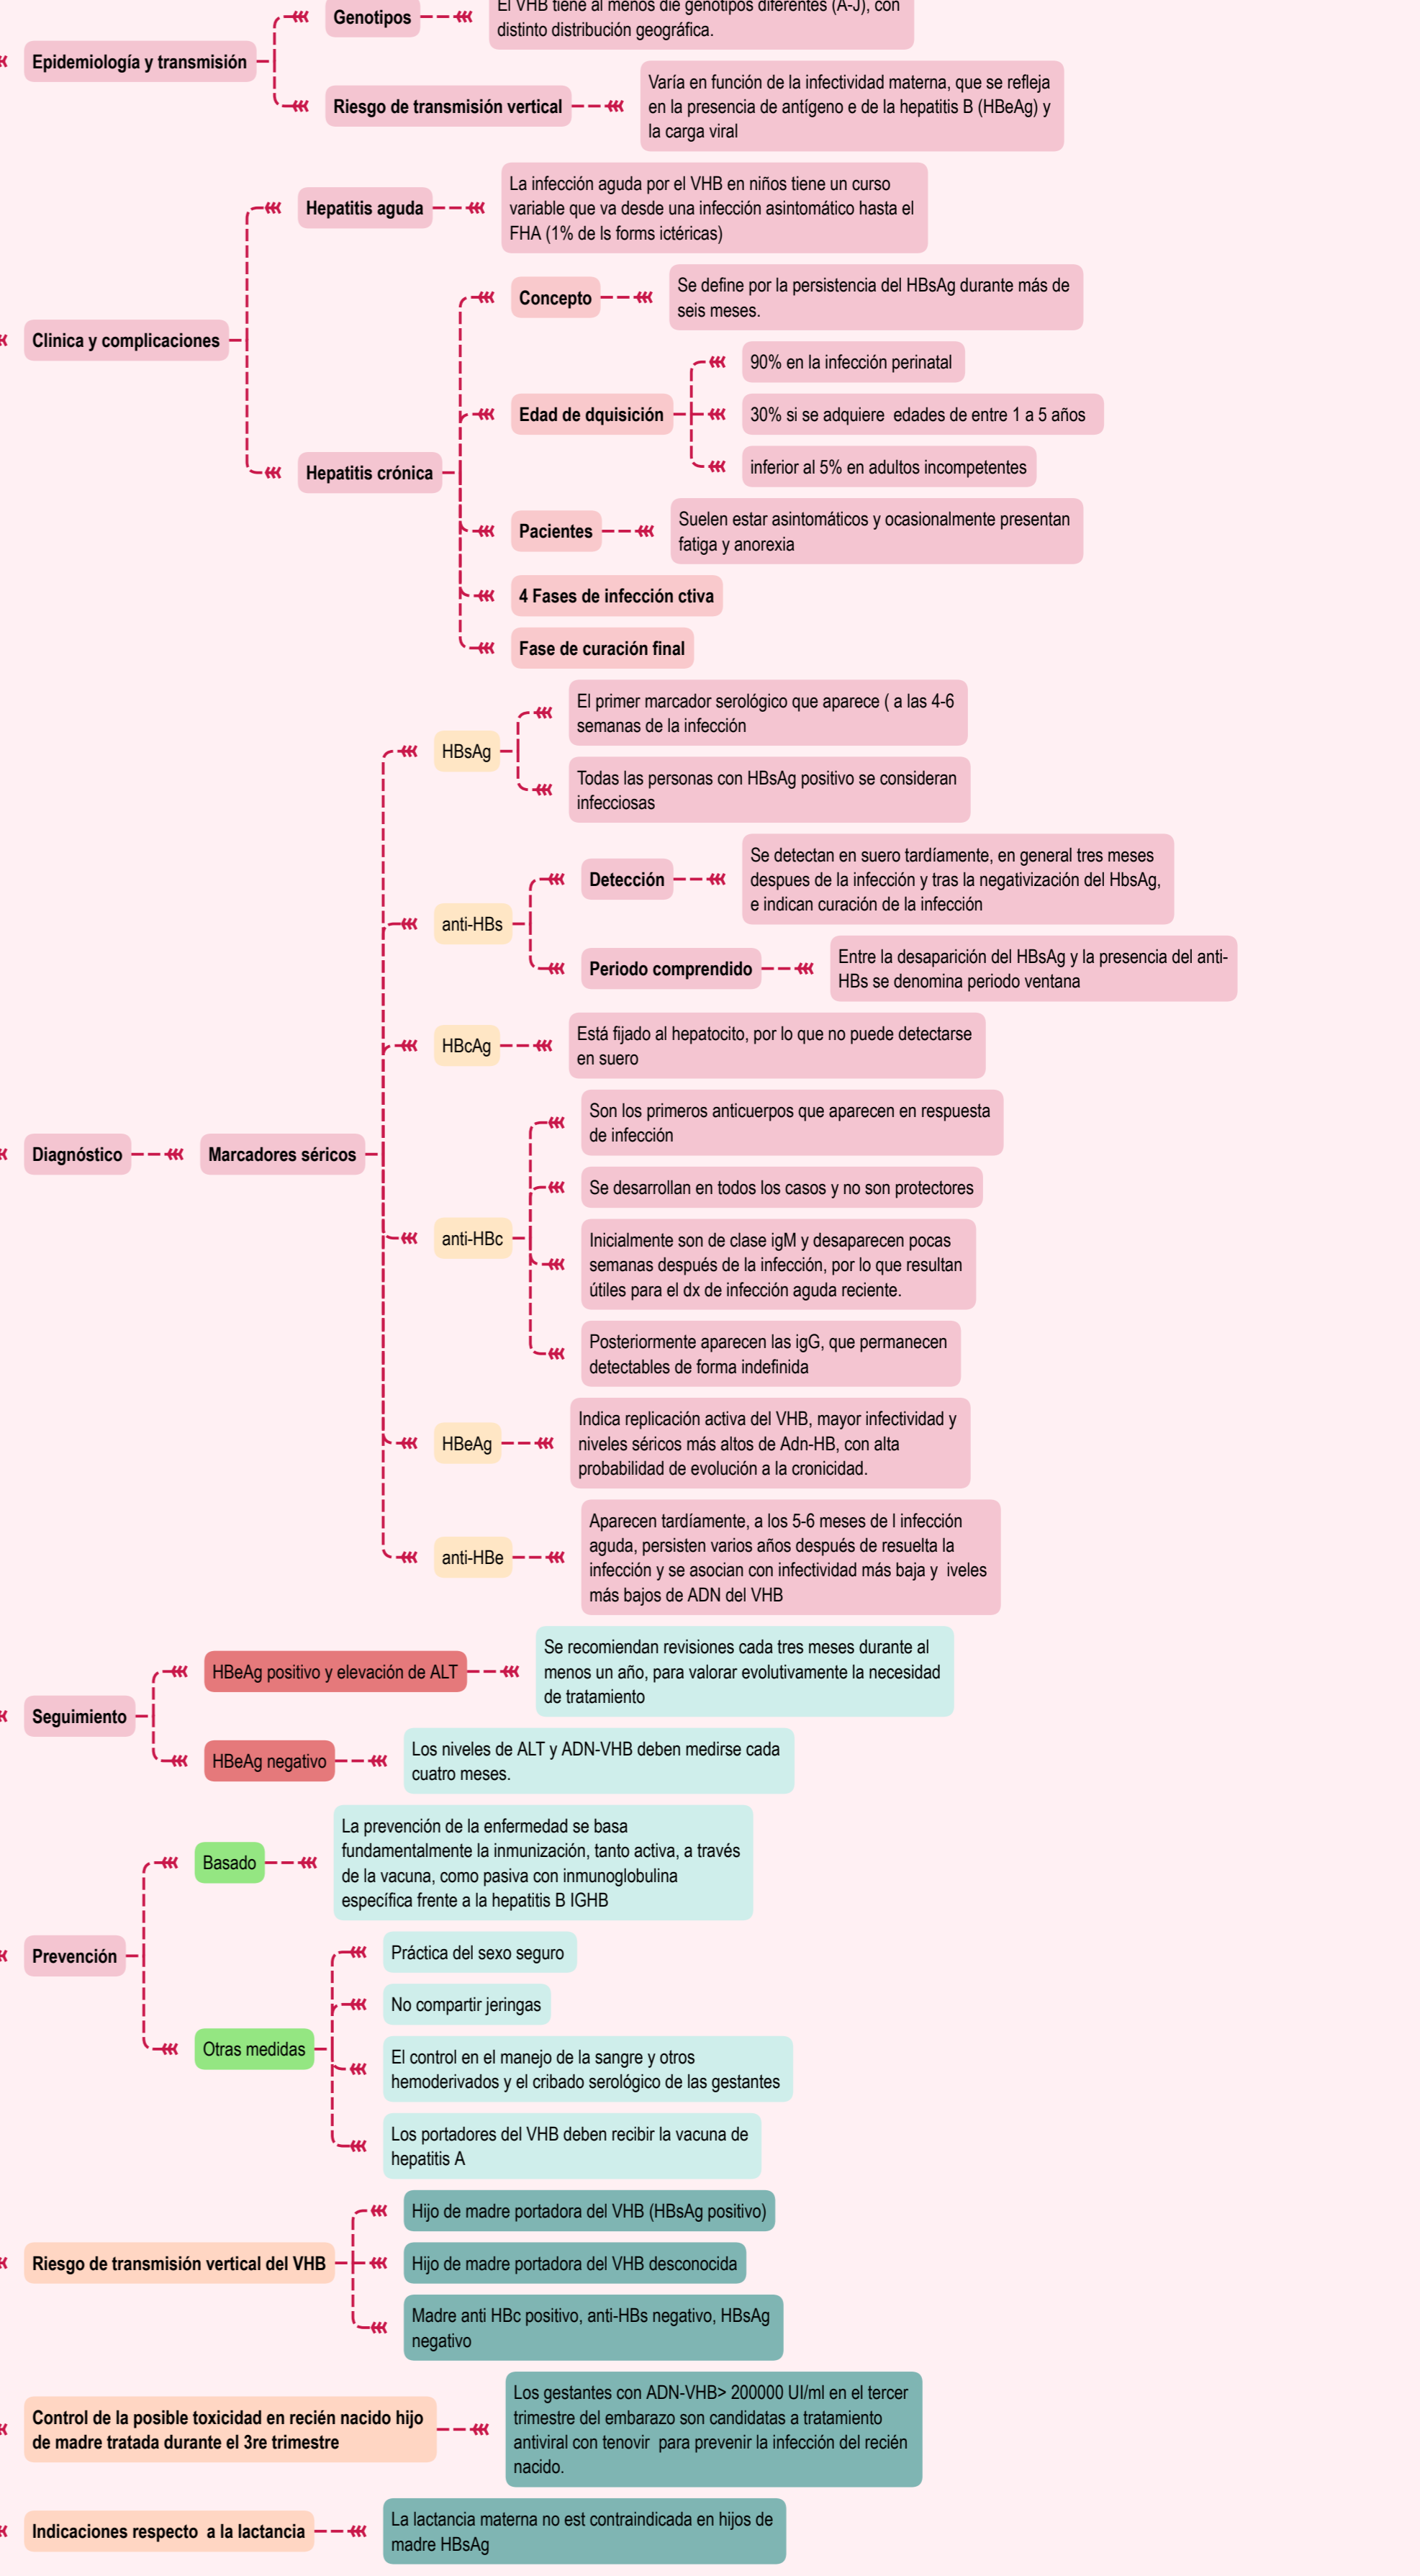 El VHB tiene al menos die genotipos diferentes (A-J), con
distinto distribución geográfica.
Genotipos
Epidemiología y transmisión
Riesgo de transmisión vertical
Varía en función de la infectividad materna, que se refleja
en la presencia de antígeno e de la hepatitis B (HBeAg) y
la carga viral
Hepatitis aguda
La infección aguda por el VHB en niños tiene un curso
variable que va desde una infección asintomático hasta el
FHA (1% de ls forms ictéricas)
Clinica y complicaciones
Hepatitis crónica
Concepto
Se define por la persistencia del HBsAg durante más de
seis meses.
Edad de dquisición
90% en la infección perinatal
30% si se adquiere  edades de entre 1 a 5 años
inferior al 5% en adultos incompetentes
Pacientes
Suelen estar asintomáticos y ocasionalmente presentan
fatiga y anorexia
4 Fases de infección ctiva
Fase de curación final
Diagnóstico
Marcadores séricos
HBsAg
El primer marcador serológico que aparece ( a las 4-6
semanas de la infección
Todas las personas con HBsAg positivo se consideran
infecciosas
anti-HBs
Detección
Se detectan en suero tardíamente, en general tres meses
despues de la infección y tras la negativización del HbsAg,
e indican curación de la infección
Periodo comprendido
Entre la desaparición del HBsAg y la presencia del anti-
HBs se denomina periodo ventana
HBcAg
Está fijado al hepatocito, por lo que no puede detectarse
en suero
anti-HBc
Son los primeros anticuerpos que aparecen en respuesta
de infección
Se desarrollan en todos los casos y no son protectores
Inicialmente son de clase igM y desaparecen pocas
semanas después de la infección, por lo que resultan
útiles para el dx de infección aguda reciente.
Posteriormente aparecen las igG, que permanecen
detectables de forma indefinida
HBeAg
Indica replicación activa del VHB, mayor infectividad y
niveles séricos más altos de Adn-HB, con alta
probabilidad de evolución a la cronicidad.
anti-HBe
Aparecen tardíamente, a los 5-6 meses de l infección
aguda, persisten varios años después de resuelta la
infección y se asocian con infectividad más baja y  iveles
más bajos de ADN del VHB
Seguimiento
HBeAg positivo y elevación de ALT
Se recomiendan revisiones cada tres meses durante al
menos un año, para valorar evolutivamente la necesidad
de tratamiento
HBeAg negativo
Los niveles de ALT y ADN-VHB deben medirse cada
cuatro meses.
Prevención
Basado
La prevención de la enfermedad se basa
fundamentalmente la inmunización, tanto activa, a través
de la vacuna, como pasiva con inmunoglobulina
específica frente a la hepatitis B IGHB
Otras medidas
Práctica del sexo seguro
No compartir jeringas
El control en el manejo de la sangre y otros
hemoderivados y el cribado serológico de las gestantes
Los portadores del VHB deben recibir la vacuna de
hepatitis A
Riesgo de transmisión vertical del VHB
Hijo de madre portadora del VHB (HBsAg positivo)
Hijo de madre portadora del VHB desconocida
Madre anti HBc positivo, anti-HBs negativo, HBsAg
negativo
Control de la posible toxicidad en recién nacido hijo
de madre tratada durante el 3re trimestre
Los gestantes con ADN-VHB> 200000 UI/ml en el tercer
trimestre del embarazo son candidatas a tratamiento
antiviral con tenovir  para prevenir la infección del recién
nacido.
Indicaciones respecto  a la lactancia
La lactancia materna no est contraindicada en hijos de
madre HBsAg